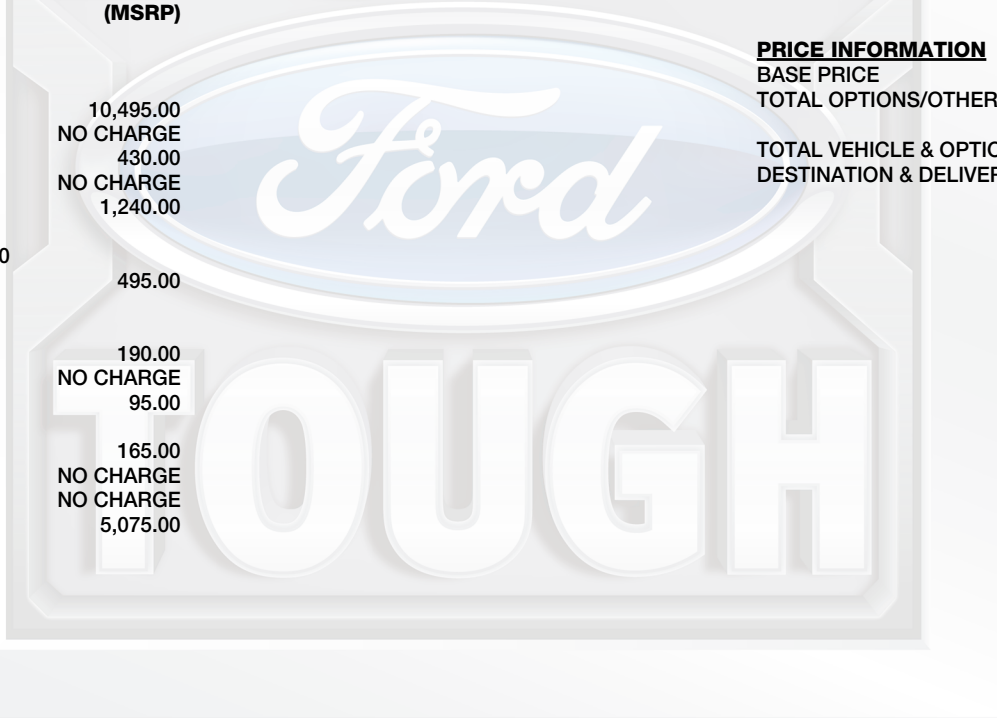 (MSRP)
10,495.00
NO CHARGE
430.00
NO CHARGE
1,240.00
0
495.00
190.00
NO CHARGE
95.00
165.00
NO CHARGE
NO CHARGE
5,075.00
PRICE INFORMATION
BASE PRICE
TOTAL OPTIONS/OTHER
TOTAL VEHICLE & OPTIO
DESTINATION & DELIVER
Ford
TOUGH